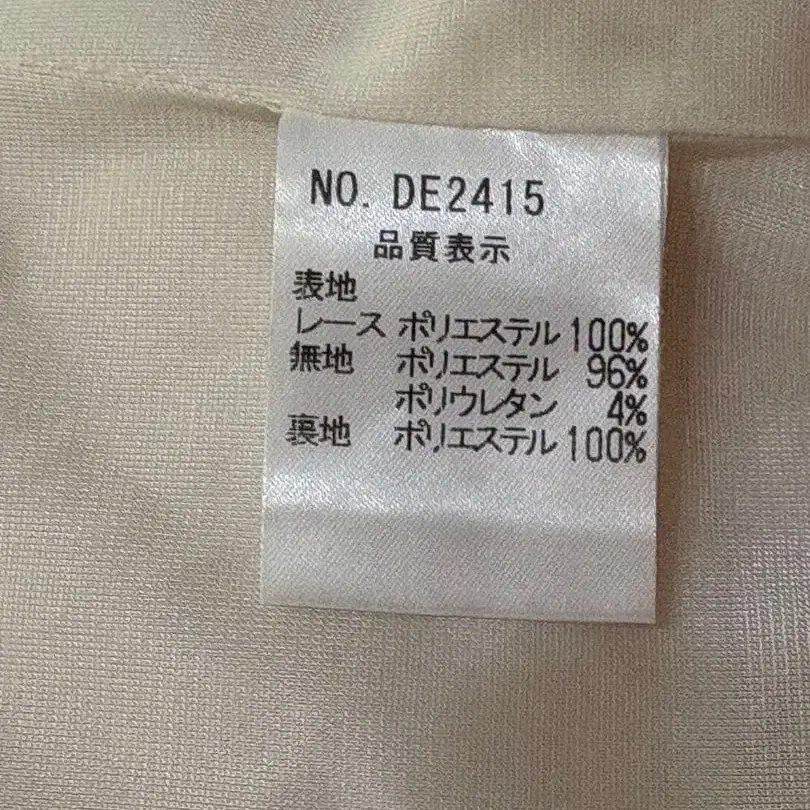 NO. DE2415
品質表示
表地
レース ポリエステル 100%
無地 ポリエステル 96%
ポリウレタン 4%
裏地 ポリエステル 100%